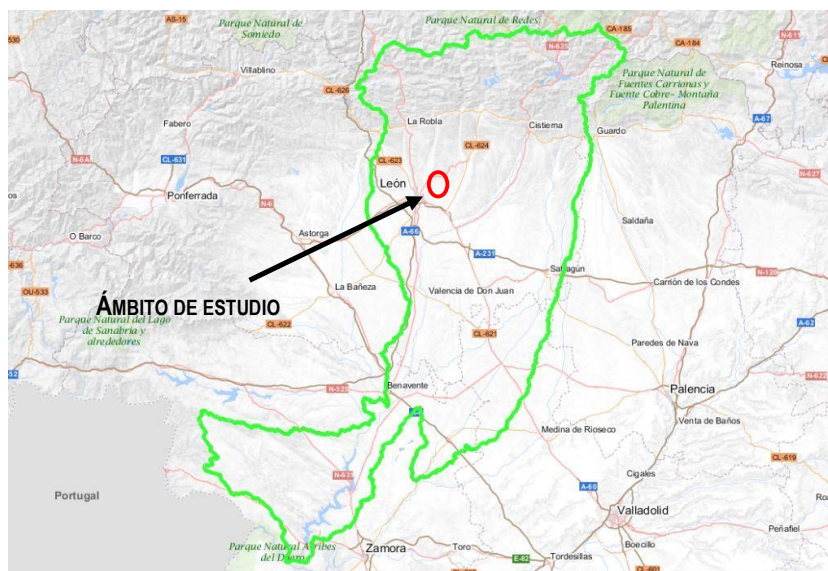 Parque Natural de Redes
CA-185
N-611
AS-15
Parque Natural de
Somiedo
N-625
CA-184
Reinosa
Villablino
CL-626
Parque Natural de
Fuentes Carrionas y
Fuente Cobre- Montaña
Palentina
Fabero
La Robla
CL-624
Cistierna
Guardo
A-67
N-6A
CL-631
CL-623
León
N-627
Ponferrada
N-6
Saldaña
O Barco
Astorga
A-66
A-231
N-120
OU-533
Sahagún
Carrión de los Condes
La Bañeza
Valencia de Don Juan
ÁMBITO DE ESTUDIO
Parque Natural del Lago
de Sanabria y
alrededores
CL-622
CL-621
A-62
Paredes de Nava
N-622
N-525
Benavente
Palencia
Venta de Baños
Medina de Rioseco
CL-619
Cigales
Portugal
N-631
A-60
Valladolid
Peñafiel
Parque Natural Arribes
del Duero
Zamora
Toro
E-82
Tordesillas
Boecillo
CL-601